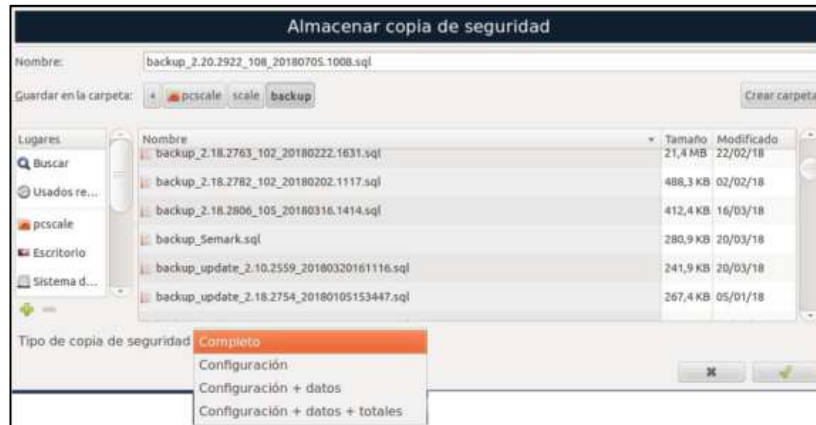 Almacenar copia de seguridad
Nombre: backup_2.20.2922_108_20180705.1008.sql
Guardar en la carpeta: pcscale scale backup Crear carpeta
Lugares Nombre Tamaño Modificado
backup_2.18.2763_102_20180222.1631.sql 21,4 MB 22/02/18
Buscar
backup_2.18.2782_102_20180202.1117.sql 488,3 KB 02/02/18
Usados re...
backup_2.18.2806_105_20180316.1414.sql 412,4 KB 16/03/18
pcscale
backup_Semark.sql 280,9 KB 20/03/18
Escritorio
backup_update_2.10.2559_20180320161116.sql 241,9 KB 20/03/18
Sistema d...
backup_update_2.18.2754_20180105153447.sql 267,4 KB 05/01/18
Tipo de copia de seguridad Completo
Configuración
Configuración + datos
Configuración + datos + totales